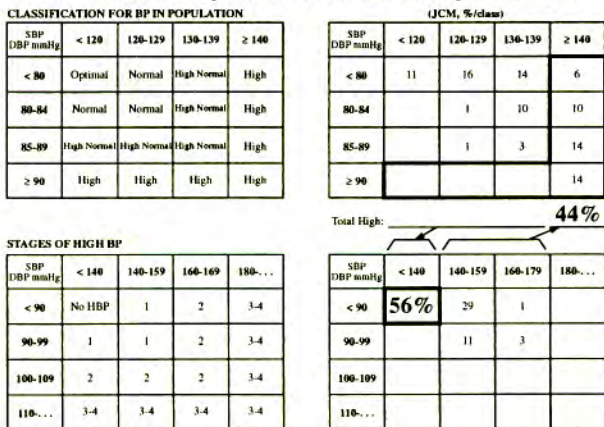 CLASSIFICATION FOR BP IN POPULATION
SBP DBP mmHg < 120 120-129 130-139 ≥ 140
< 80 Optimal Normal High Normal High
80-84 Normal Normal High Normal High
85-89 High Normal High Normal High Normal High
≥ 90 High High High High
(JCM, %/class)
SBP DBP mmHg < 120 120-129 130-139 ≥ 140
< 80 11 16 14 6
80-84 1 10 10
85-89 1 3 14
≥ 90 14
Total High: 44%
STAGES OF HIGH BP
SBP DBP mmHg < 140 140-159 160-169 180-...
< 90 No HBP 1 2 3-4
90-99 1 1 2 3-4
100-109 2 2 2 3-4
110-... 3-4 3-4 3-4 3-4
SBP DBP mmHg < 140 140-159 160-179 180-...
< 90 56% 29 1
90-99 11 3
100-109
110-...